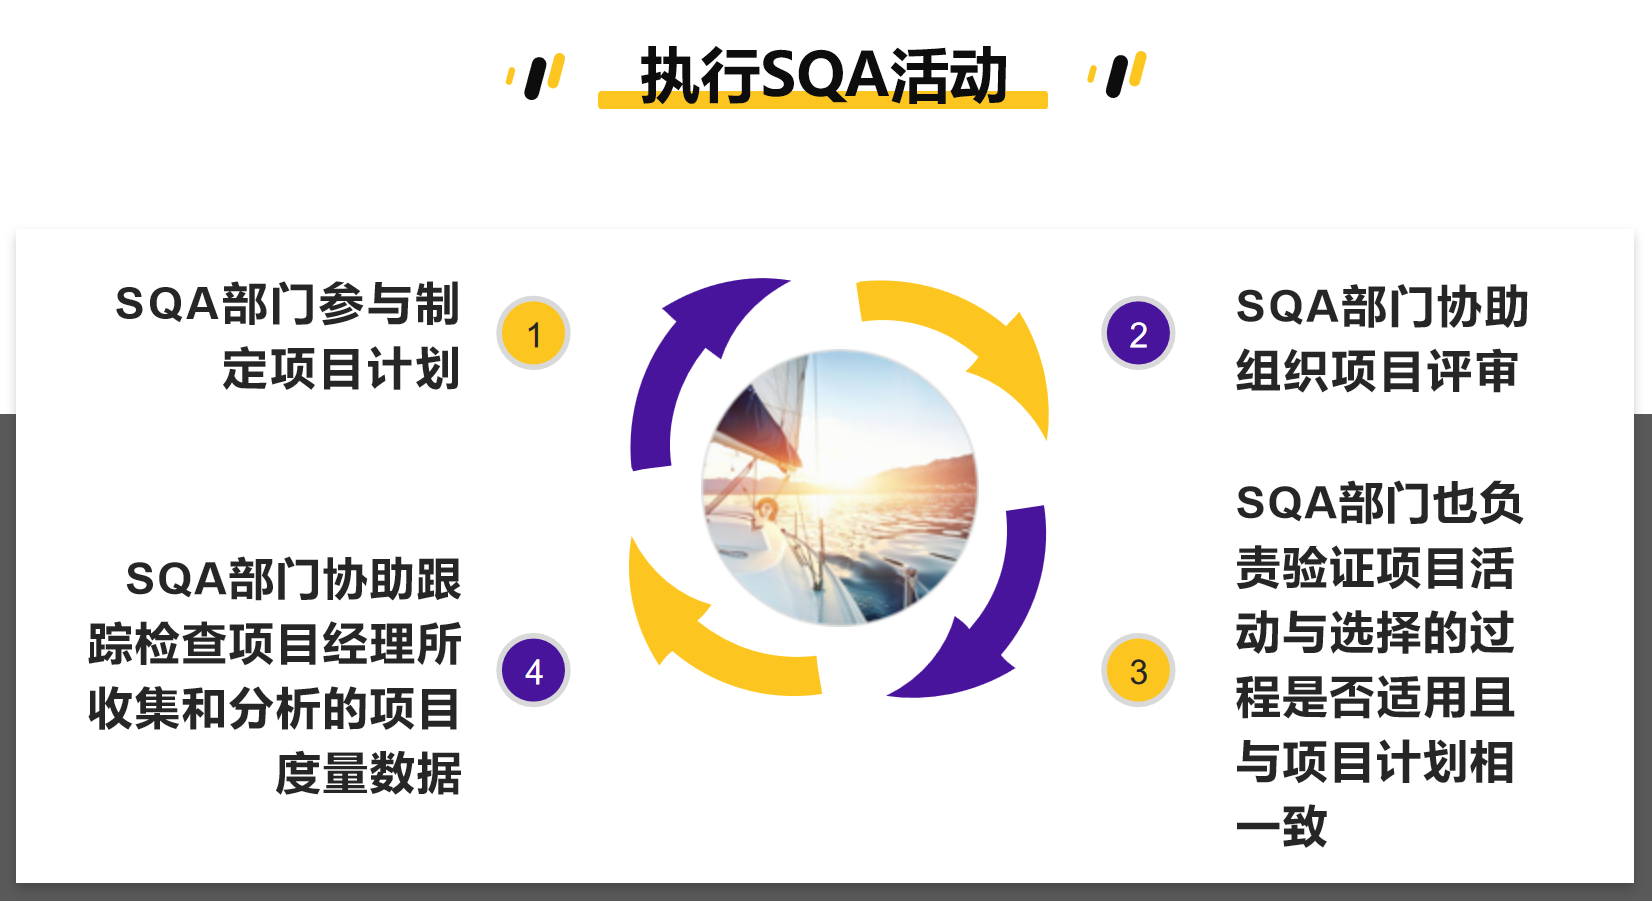 执行SQA活动
SQA部门参与制
定项目计划
1
2
SQA部门协助
组织项目评审
SQA部门也负
责验证项目活
动与选择的过
程是否适用且
与项目计划相
一致
3
SQA部门协助跟
踪检查项目经理所
收集和分析的项目
度量数据
4